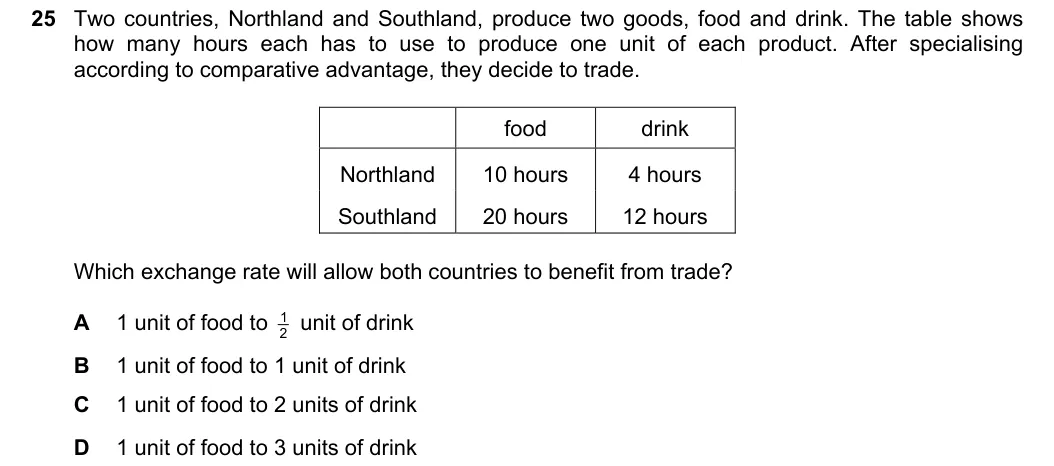 25 Two countries, Northland and Southland, produce two goods, food and drink. The table shows
how many hours each has to use to produce one unit of each product. After specialising
according to comparative advantage, they decide to trade.
food drink
Northland 10 hours 4 hours
Southland 20 hours 12 hours
Which exchange rate will allow both countries to benefit from trade?
A 1 unit of food to 1/2 unit of drink
B 1 unit of food to 1 unit of drink
C 1 unit of food to 2 units of drink
D 1 unit of food to 3 units of drink